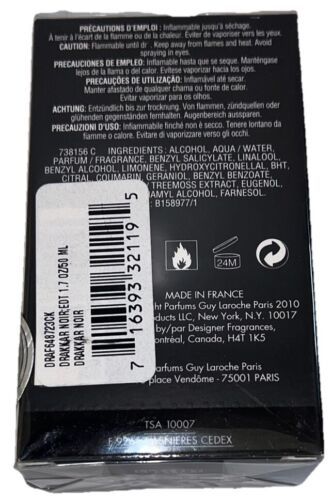 PRÉCAUTIONS D'EMPLOI : Inflammable jusqu'à séchage.
A tenir à l'écart de la flamme ou de la chaleur. Eviter de vaporiser vers les yeux.
CAUTION: Flammable until dr . Keep away from flames and heat. Avoid
spraying in eyes.
PRECAUCIONES DE EMPLEO: Inflamable hasta que se seque. Manténgase
lejos de la llama o del calor. Evítese vaporizar hacia los ojos.
PRECAUÇÕES DE UTILIZAÇÃO: Inflamável até secar.
Manter afastado de qualquer chama ou fonte de calor.
Evitar vaporizar para os olhos.
ACHTUNG: Entzündlich bis zur trocknung. Von flammen, zündquellen oder
glühenden gegenständen fernhalten. Augenbereich aussparen.
PRECAUZIONI D'USO: Infiammabile finché non è secco. Tenere lontano da
fiamme o calore. Evitare di vaporizzare verso gli occhi.
738156 C INGREDIENTS: ALCOHOL, AQUA / WATER,
PARFUM / FRAGRANCE, BENZYL SALICYLATE, LINALOOL,
BENZYL ALCOHOL, LIMONENE, HYDROXYCITRONELLAL, BHT,
CITRAL, COUMARIN, GERANIOL, BENZYL BENZOATE,
/ TREEMOSS EXTRACT, EUGENOL,
AMYL ALCOHOL, FARNESOL.
: B158977/1
DRAF648723CK
DRAKKAR NOIR;EDT 1.7 OZ/50 ML
DRAKKAR NOIR
7 16393 32119 5
24M
MADE IN FRANCE
ht Parfums Guy Laroche Paris 2010
oducts LLC, New York, N.Y. 10017
by/par Designer Fragrances,
Montreal, Canada, H4T 1K5
Parfums Guy Laroche
place Vendôme - 75001 PARIS
TSA 10007
CEDEX